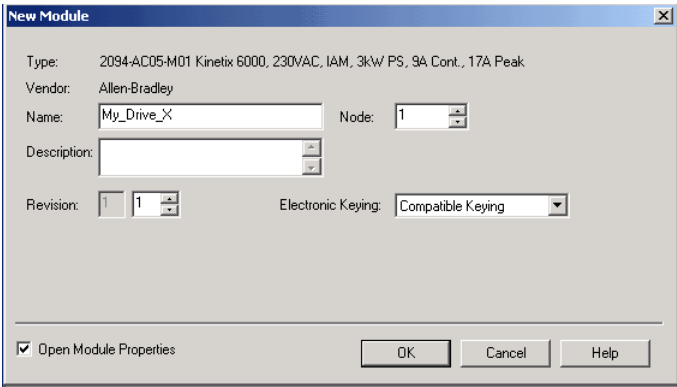 New Module
Type: 2094-AC05-M01 Kinetix 6000, 230VAC, IAM, 3kW PS, 9A Cont., 17A Peak
Vendor: Allen-Bradley
Name: My_Drive_X Node: 1
Description:
Revision: 1 1 Electronic Keying: Compatible Keying
Open Module Properties OK Cancel Help